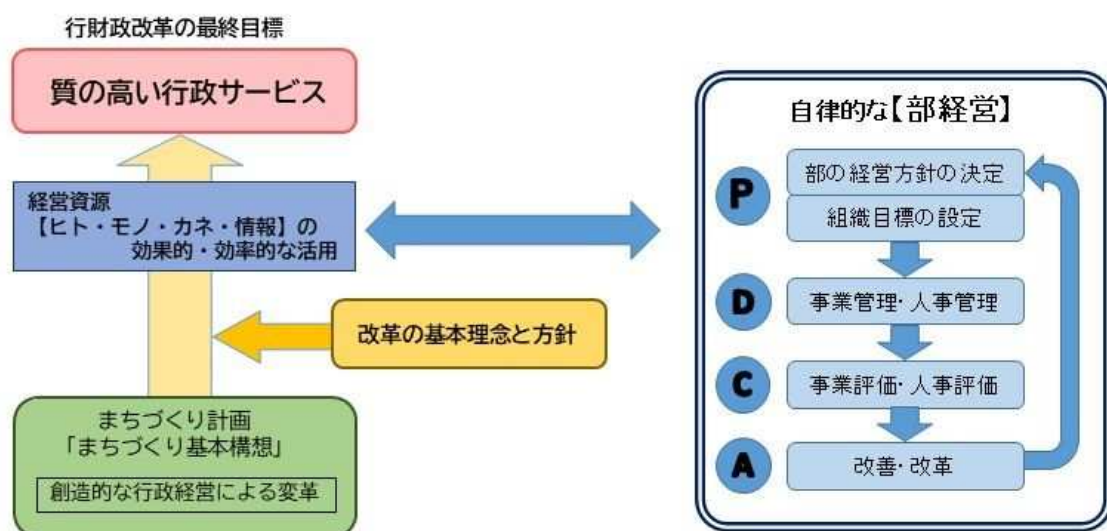 行財政改革の最終目標
質の高い行政サービス
経営資源
【ヒト・モノ・カネ・情報】の
効果的・効率的な活用
改革の基本理念と方針
まちづくり計画
「まちづくり基本構想」
創造的な行政経営による変革
自律的な【部経営】
P
部の経営方針の決定
組織目標の設定
D
事業管理・人事管理
C
事業評価・人事評価
A
改善・改革